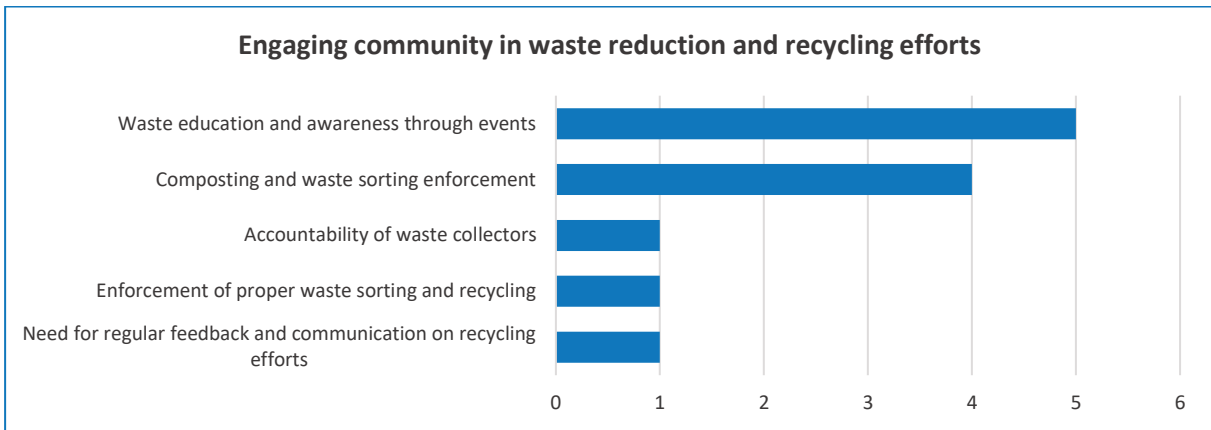 Engaging community in waste reduction and recycling efforts
Waste education and awareness through events
Composting and waste sorting enforcement
Accountability of waste collectors
Enforcement of proper waste sorting and recycling
Need for regular feedback and communication on recycling
efforts
0 1 2 3 4 5 6